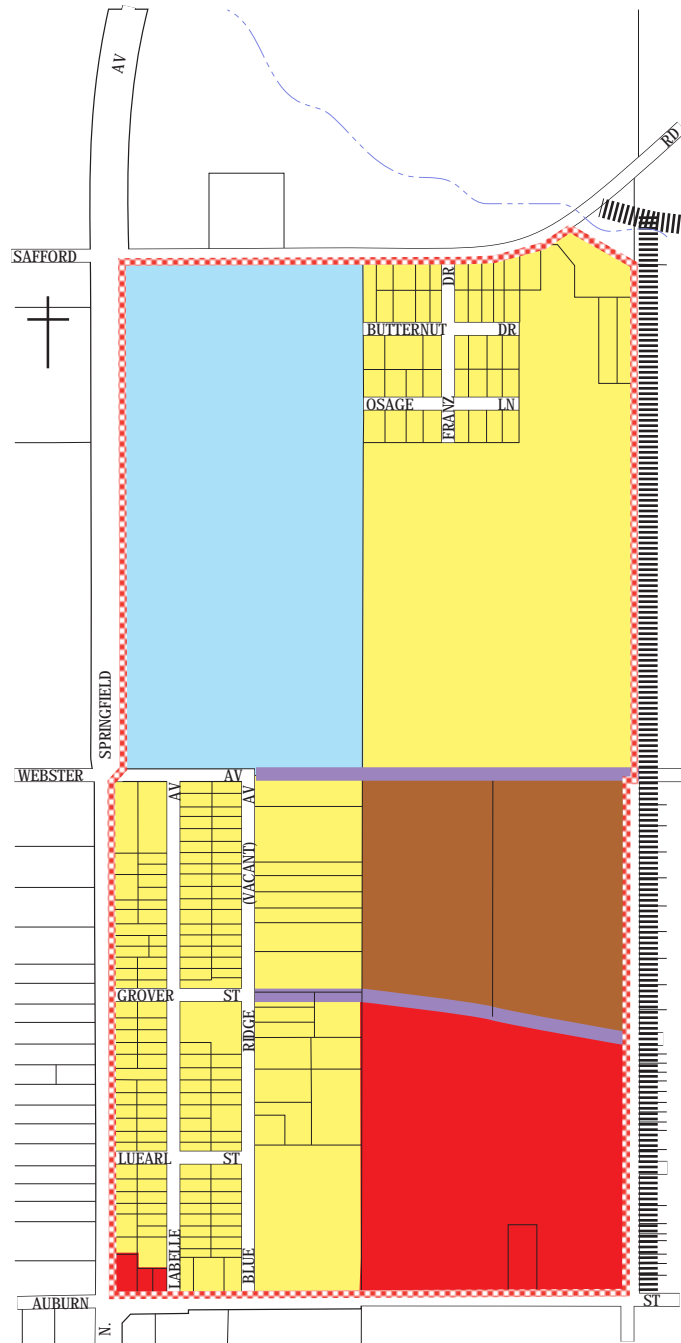 AV
RD
SAFFORD
DR
BUTTERNUT DR
OSAGE LN
FRANZ
SPRINGFIELD
WEBSTER AV
AV
AV
(VACANT)
GROVER ST
RIDGE
LUEARL ST
LABELLE
BLUE
AUBURN ST
N.